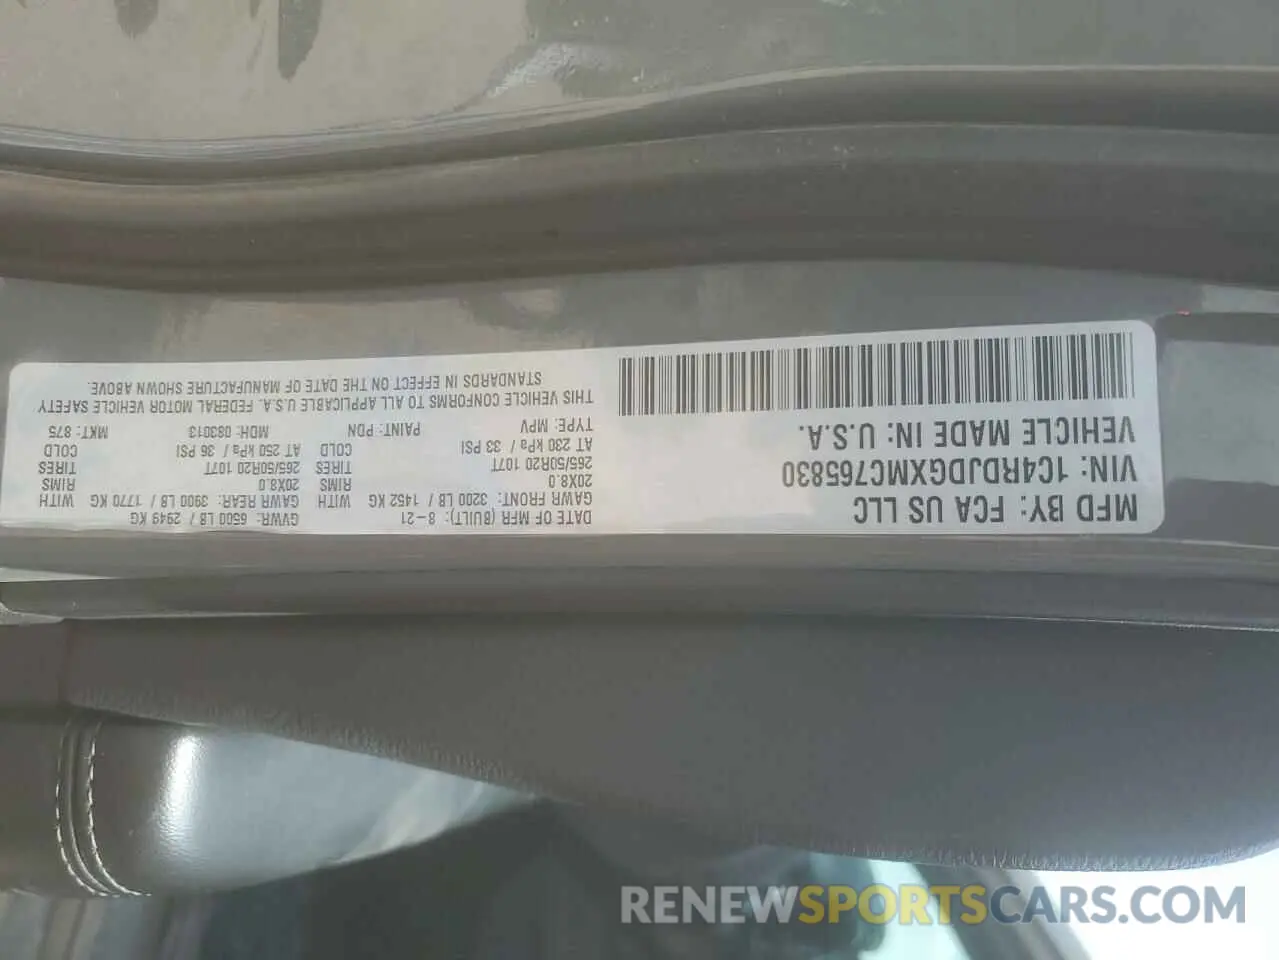 MFD BY: FCA US LLC
VIN: 1C4RDJDGXMC765830
VEHICLE MADE IN: U.S.A.
DATE OF MFR (BUILT): 8-21 GVWR: 6500 LB / 2949 KG
GAWR FRONT: 3200 LB / 1452 KG WITH GAWR REAR: 3900 LB / 1770 KG WITH
20X8.0 RIMS 20X8.0 RIMS
265/50R20 107T TIRES 265/50R20 107T TIRES
AT 230 kPa / 33 PSI COLD AT 250 kPa / 36 PSI COLD
TYPE: MPV PAINT: PDN MDH: 083013 MKT: 875
THIS VEHICLE CONFORMS TO ALL APPLICABLE U.S.A. FEDERAL MOTOR VEHICLE SAFETY
STANDARDS IN EFFECT ON THE DATE OF MANUFACTURE SHOWN ABOVE.
RENEWSPORTSCARS.COM